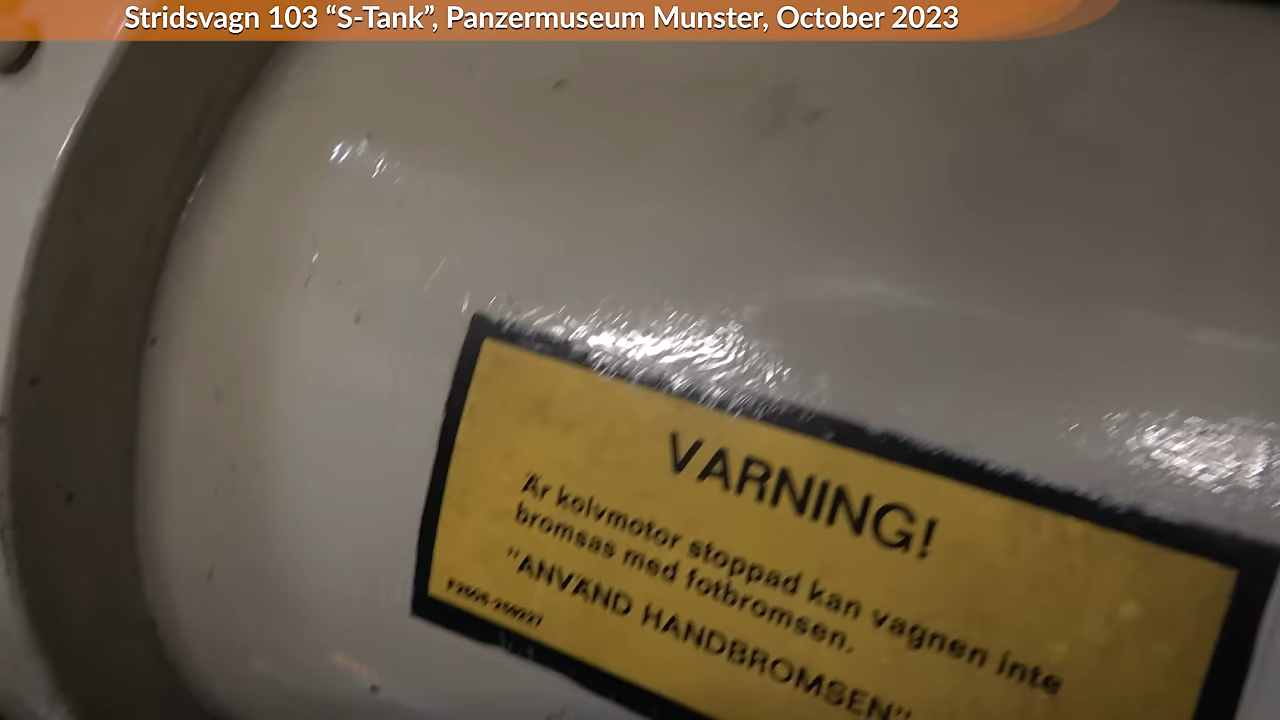 Stridsvagn 103 “S-Tank”, Panzermuseum Munster, October 2023
VARNING!
Är kolvmotor stoppad kan vagnen inte
bromsas med fotbromsen.
"ANVÄND HANDBROMSEN"